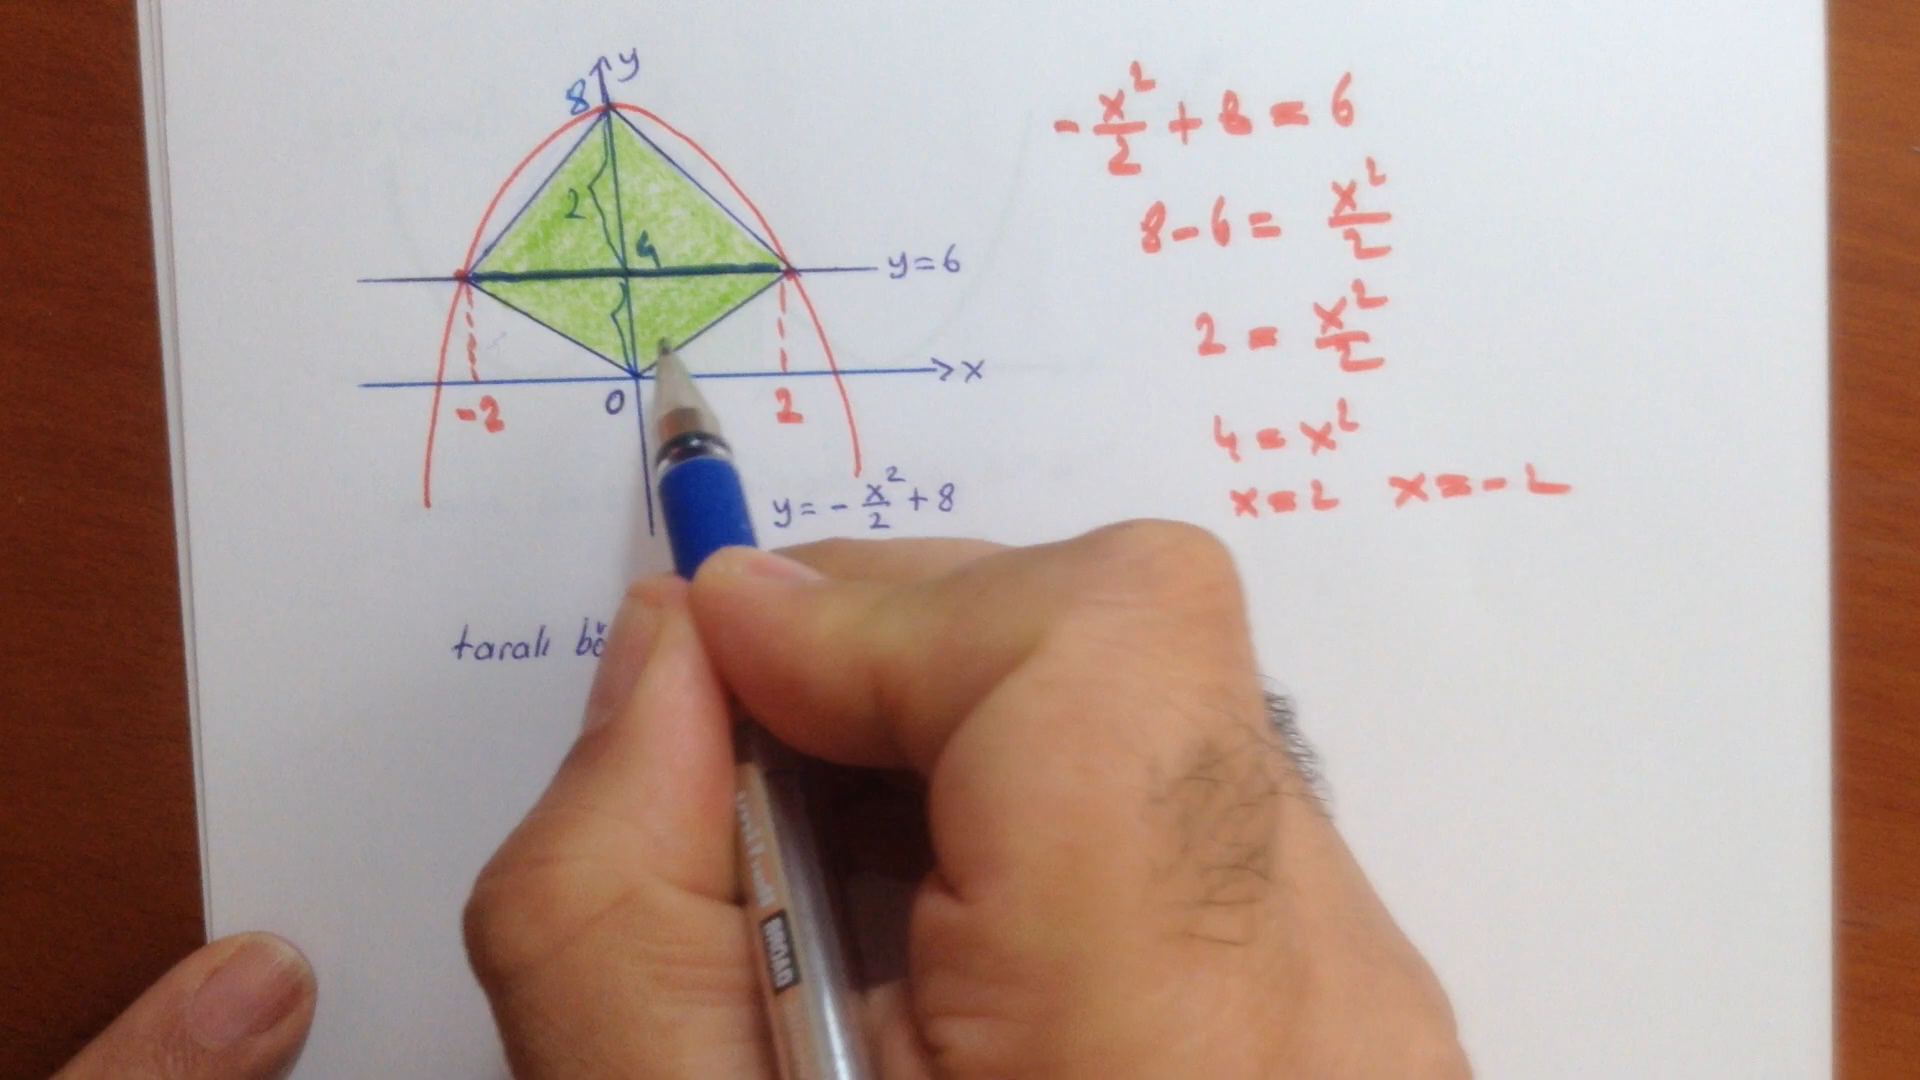 y
8
2
4
y=6
x
-2
0
2
y = - x²/2 + 8
taralı
- x²/2 + 8 = 6
8 - 6 = x²/2
2 = x²/2
4 = x²
x = 2 x = - 2
BROAD